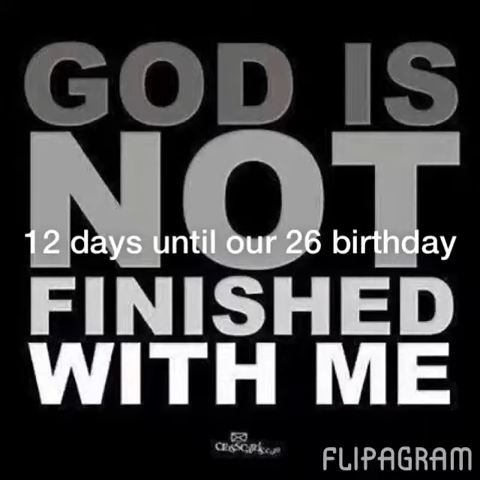 GOD IS
NOT
12 days until our 26 birthday
FINISHED
WITH ME
FLIPAGRAM